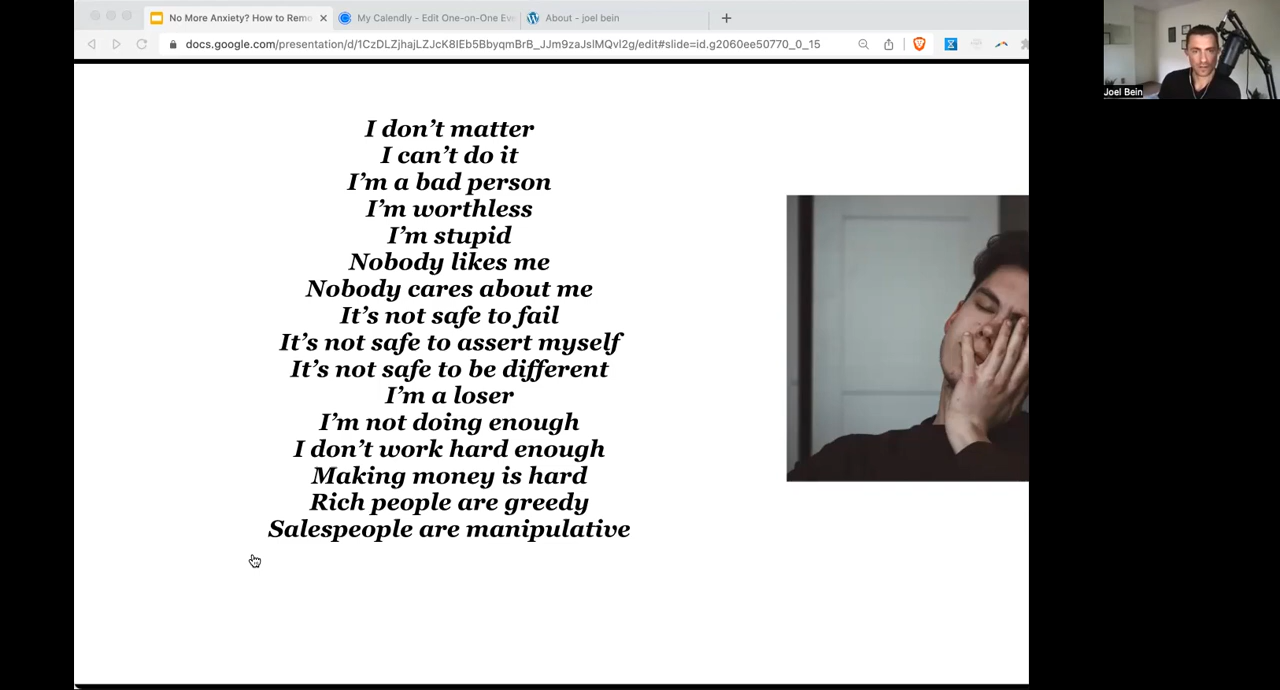 No More Anxiety? How to Remo
My Calendly - Edit One-on-One Eve
About - joel bein
docs.google.com/presentation/d/1CzDLZjhajLZJcK8IEb5BbyqmBrB_JJm9zaJslMQvl2g/edit#slide=id.g2060ee50770_0_15
Joel Bein
I don’t matter
I can’t do it
I’m a bad person
I’m worthless
I’m stupid
Nobody likes me
Nobody cares about me
It’s not safe to fail
It’s not safe to assert myself
It’s not safe to be different
I’m a loser
I’m not doing enough
I don’t work hard enough
Making money is hard
Rich people are greedy
Salespeople are manipulative